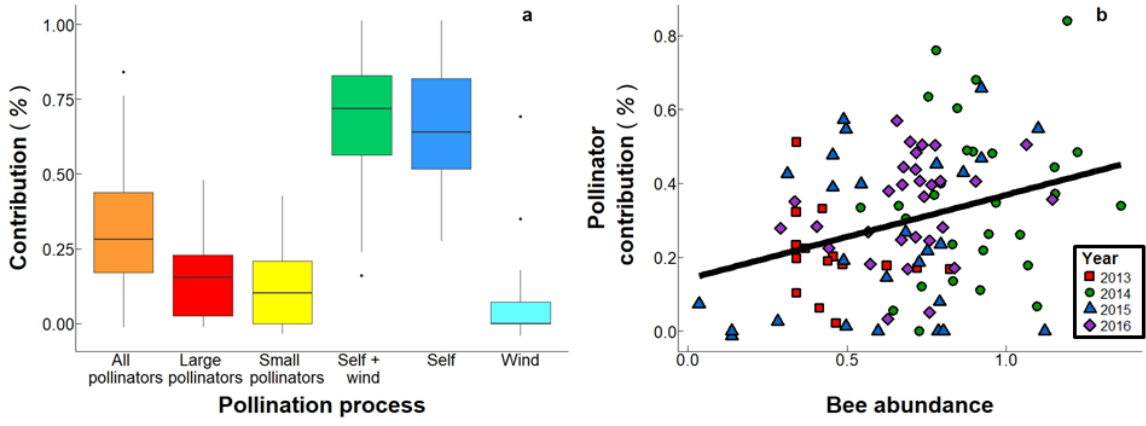 a
Contribution ( % )
1.00
0.75
0.50
0.25
0.00
All
pollinators
Large
pollinators
Small
pollinators
Self +
wind
Self
Wind
Pollination process
b
Pollinator
contribution ( % )
0.8
0.6
0.4
0.2
0.0
0.0
0.5
1.0
Bee abundance
Year
2013
2014
2015
2016